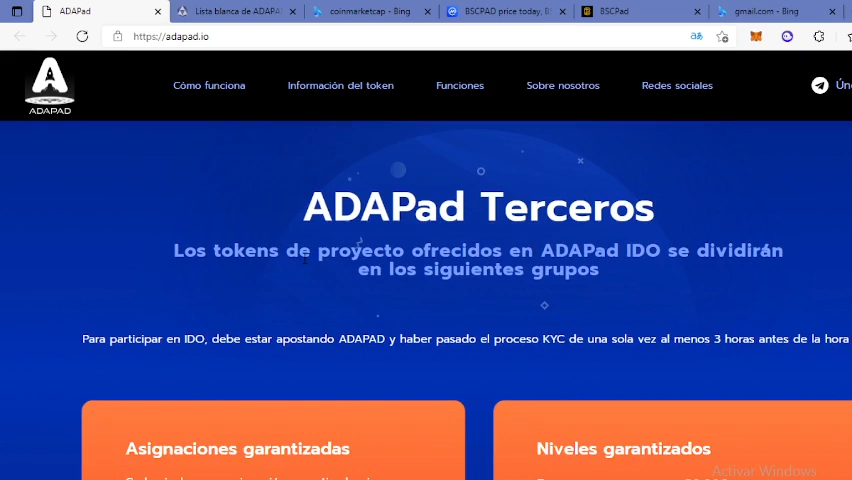 ADAPad
Lista blanca de ADAPA
coinmarketcap - Bing
BSCPAD price today, BS
BSCPad
gmail.com - Bing
https://adapad.io
ADAPAD
Cómo funciona
Información del token
Funciones
Sobre nosotros
Redes sociales
Ún
ADAPad Terceros
Los tokens de proyecto ofrecidos en ADAPad IDO se dividirán
en los siguientes grupos
Para participar en IDO, debe estar apostando ADAPAD y haber pasado el proceso KYC de una sola vez al menos 3 horas antes de la hora
Asignaciones garantizadas
Niveles garantizados
Activar Windows